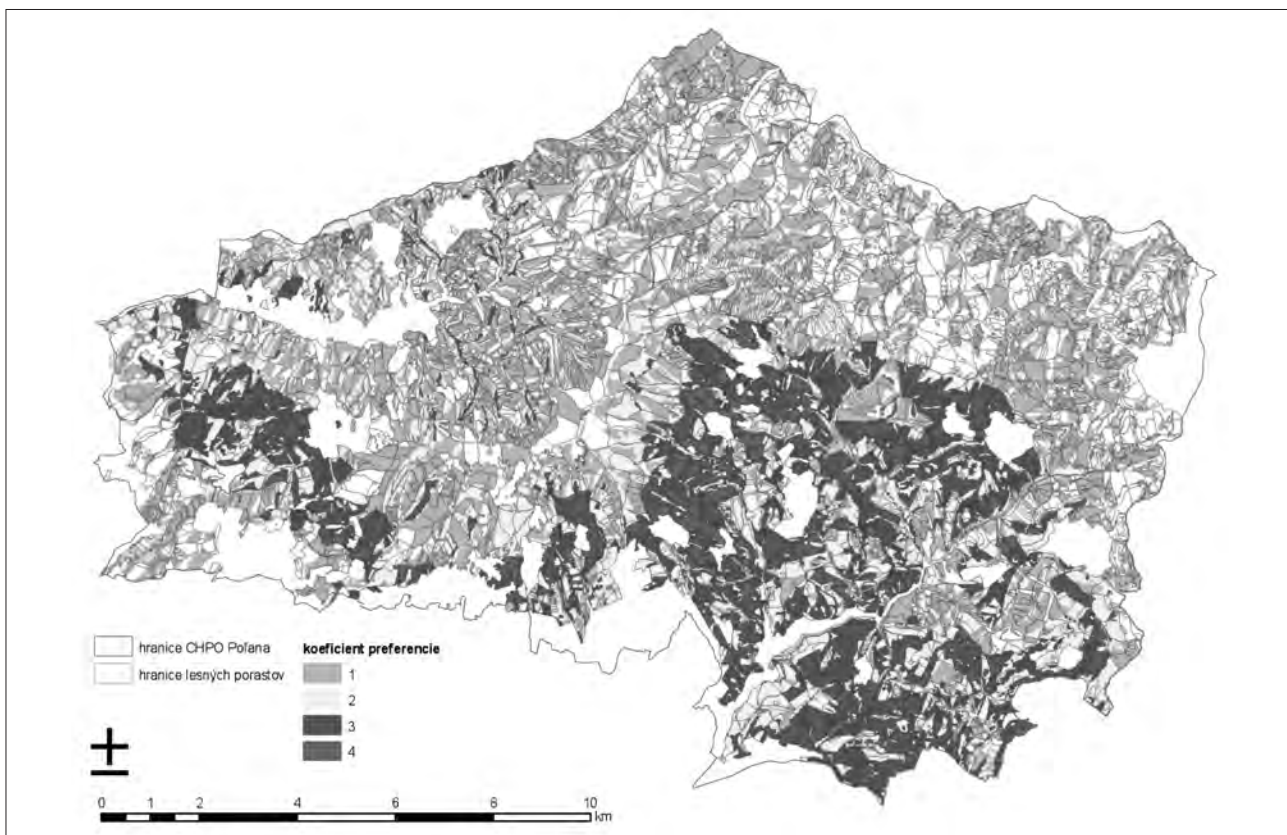 hranice CHPO Poľana
hranice lesných porastov
koeficient preferencie
1
2
3
4
0 1 2 4 6 8 10
km